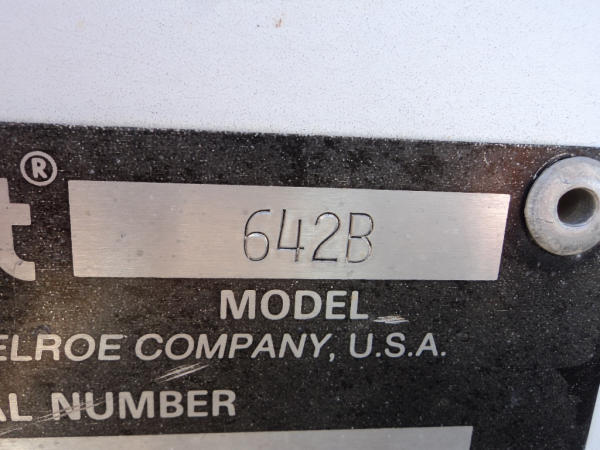 t® 642B
MODEL
ELROE COMPANY, U.S.A.
AL NUMBER